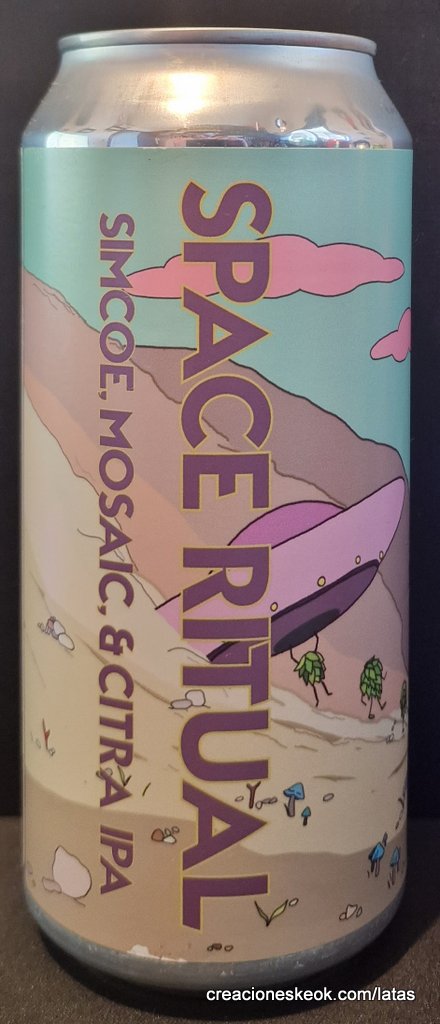 SPACE RITUAL
SIMCOE, MOSAIC, & CITRA IPA
creacioneskeok.com/latas